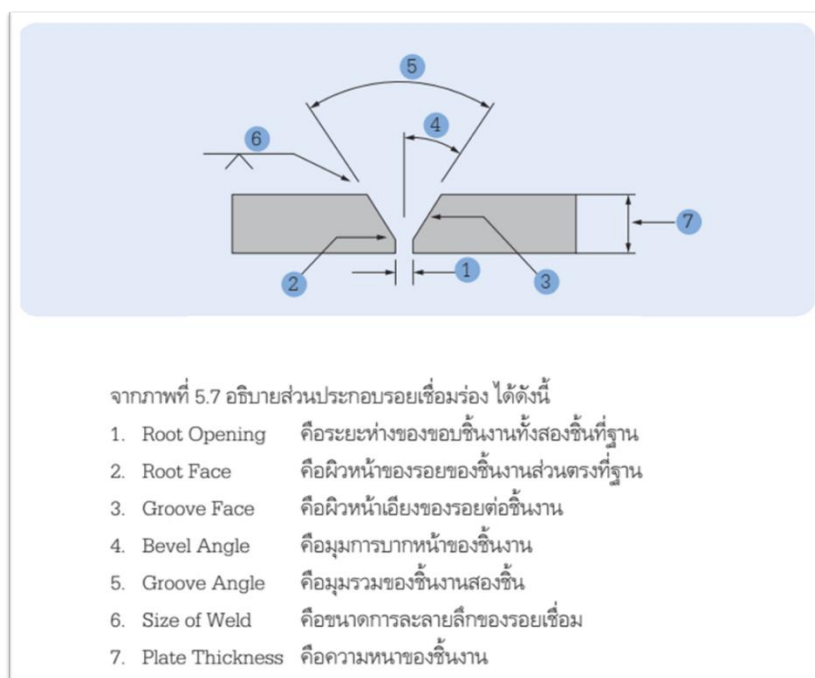 5
4
6
7
2
1
3
จากภาพที่ 5.7 อธิบายส่วนประกอบรอยเชื่อมร่อง ได้ดังนี้
1. Root Opening คือระยะห่างของขอบชิ้นงานทั้งสองชิ้นที่ฐาน
2. Root Face คือผิวหน้าของรอยของชิ้นงานส่วนตรงที่ฐาน
3. Groove Face คือผิวหน้าเอียงของรอยต่อชิ้นงาน
4. Bevel Angle คือมุมการบากหน้าของชิ้นงาน
5. Groove Angle คือมุมรวมของชิ้นงานสองชิ้น
6. Size of Weld คือขนาดการละลายลึกของรอยเชื่อม
7. Plate Thickness คือความหนาของชิ้นงาน